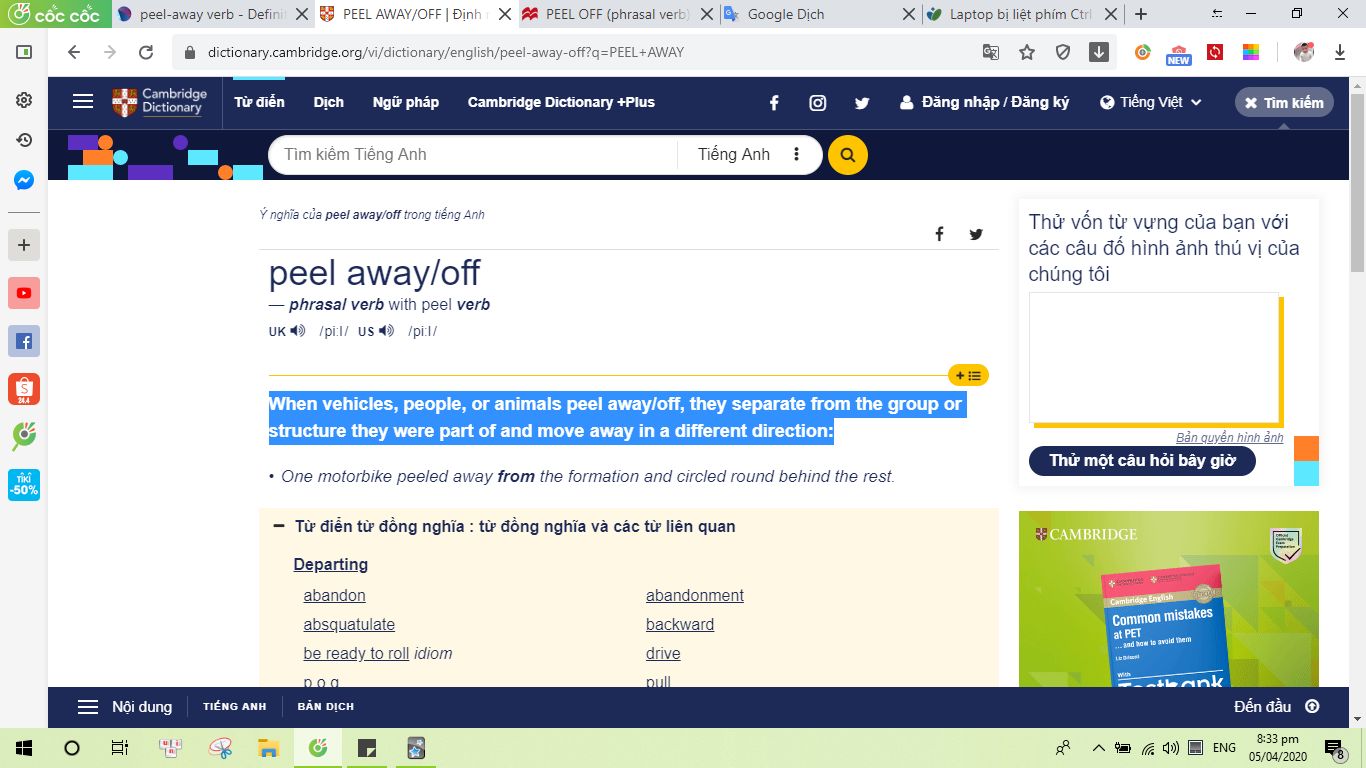 cốc cốc
peel-away verb - Definit
PEEL AWAY/OFF | Định n
PEEL OFF (phrasal verb)
Google Dịch
Laptop bị liệt phím Ctrl
dictionary.cambridge.org/vi/dictionary/english/peel-away-off?q=PEEL+AWAY
NEW
Cambridge
Dictionary
Từ điển
Dịch
Ngữ pháp
Cambridge Dictionary +Plus
Đăng nhập / Đăng ký
Tiếng Việt
Tìm kiếm
Tìm kiếm Tiếng Anh
Tiếng Anh
Ý nghĩa của peel away/off trong tiếng Anh
peel away/off
— phrasal verb with peel verb
UK /piːl/ US /piːl/
When vehicles, people, or animals peel away/off, they separate from the group or
structure they were part of and move away in a different direction:
• One motorbike peeled away from the formation and circled round behind the rest.
Từ điển từ đồng nghĩa : từ đồng nghĩa và các từ liên quan
Departing
abandon
abandonment
absquatulate
backward
be ready to roll idiom
drive
p.o.q.
pull
Thử vốn từ vựng của bạn với
các câu đố hình ảnh thú vị của
chúng tôi
Bản quyền hình ảnh
Thử một câu hỏi bây giờ
CAMBRIDGE
Cambridge English
Common mistakes
at PET
... and how to avoid them
Liz Driscoll
With
Testbank
24.4
TIKI
-50%
Nội dung
TIẾNG ANH
BẢN DỊCH
Đến đầu
ENG
8:33 pm
05/04/2020
8